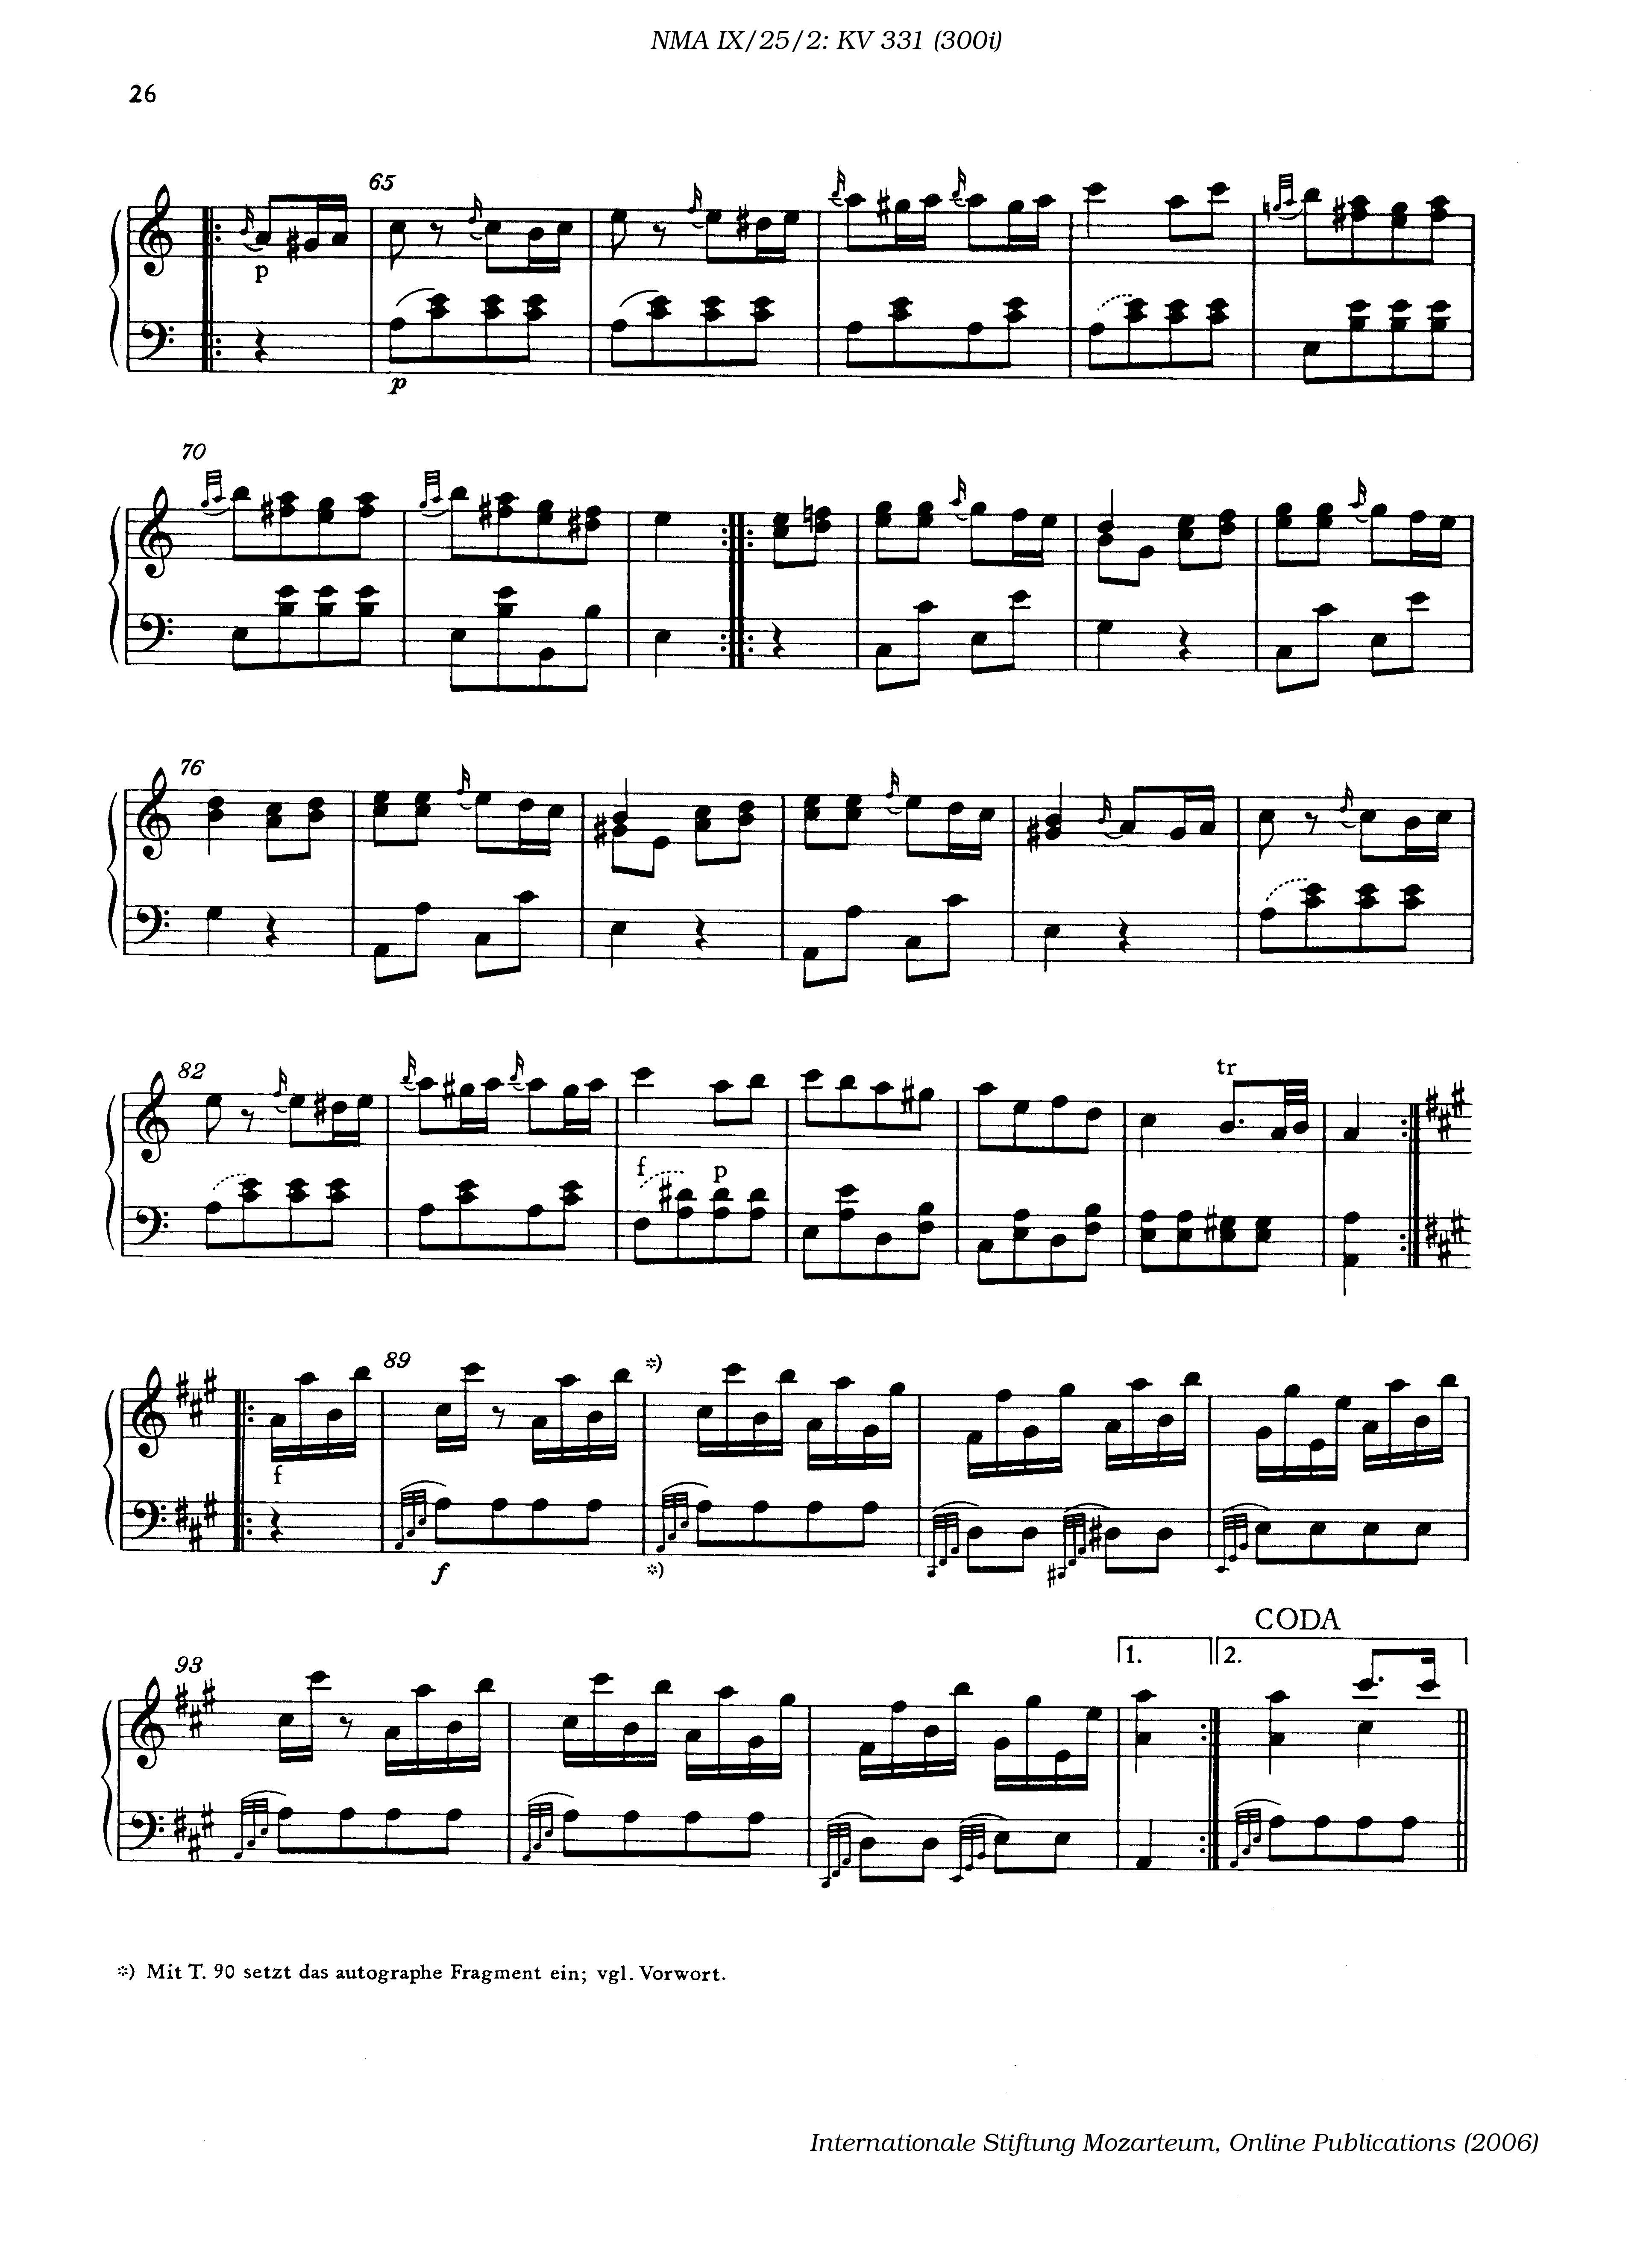 NMA IX/25/2: KV 331 (300i)
26
65
p
p
70
76
82
tr
f
p
89
*)
f
f
*)
CODA
93
1.
2.
*) Mit T. 90 setzt das autographe Fragment ein; vgl. Vorwort.
Internationale Stiftung Mozarteum, Online Publications (2006)